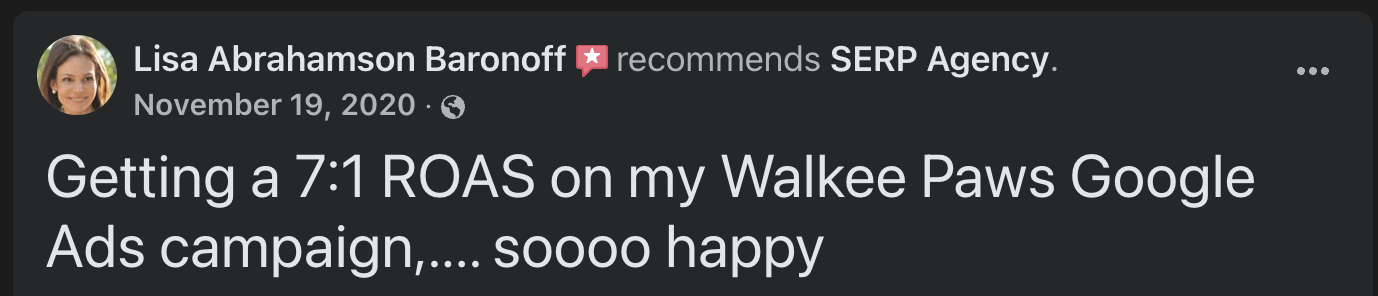 Lisa Abrahamson Baronoff recommends SERP Agency.
November 19, 2020 ·
Getting a 7:1 ROAS on my Walkee Paws Google
Ads campaign,.... soooo happy